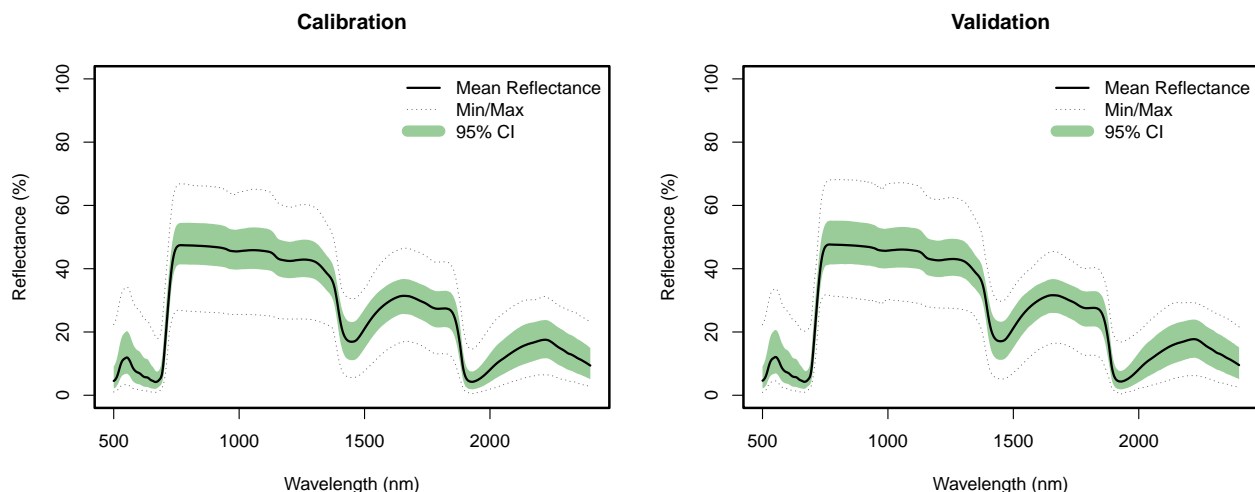 Calibration
Reflectance (%)
100
80
60
40
20
0
Mean Reflectance
Min/Max
95% CI
500
1000
1500
2000
Wavelength (nm)
Validation
Reflectance (%)
100
80
60
40
20
0
Mean Reflectance
Min/Max
95% CI
500
1000
1500
2000
Wavelength (nm)